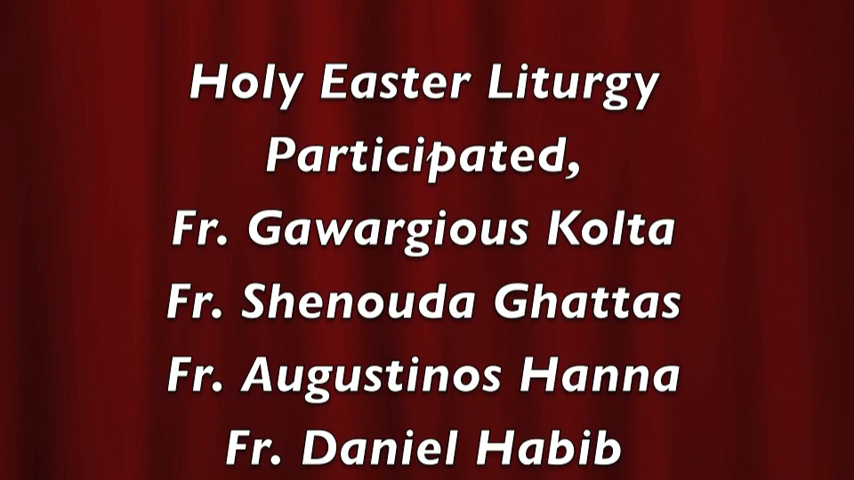 Holy Easter Liturgy
Participated,
Fr. Gawargious Kolta
Fr. Shenouda Ghattas
Fr. Augustinos Hanna
Fr. Daniel Habib